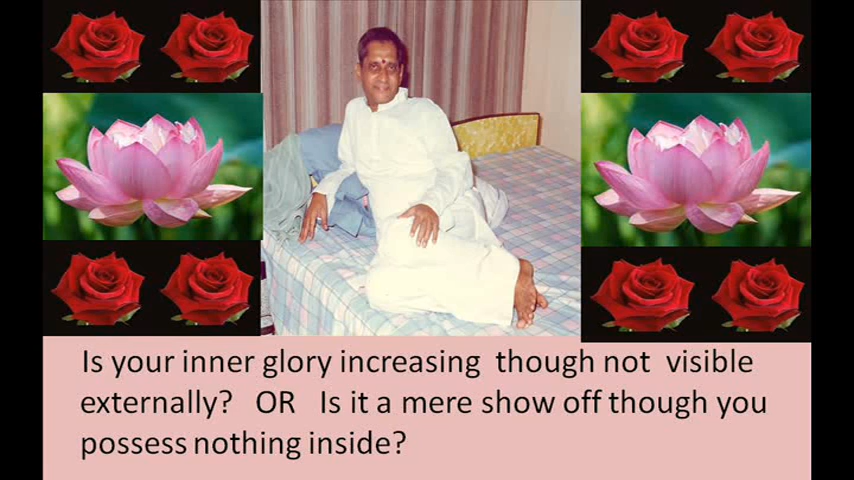 Is your inner glory increasing though not visible
externally? OR Is it a mere show off though you
possess nothing inside?